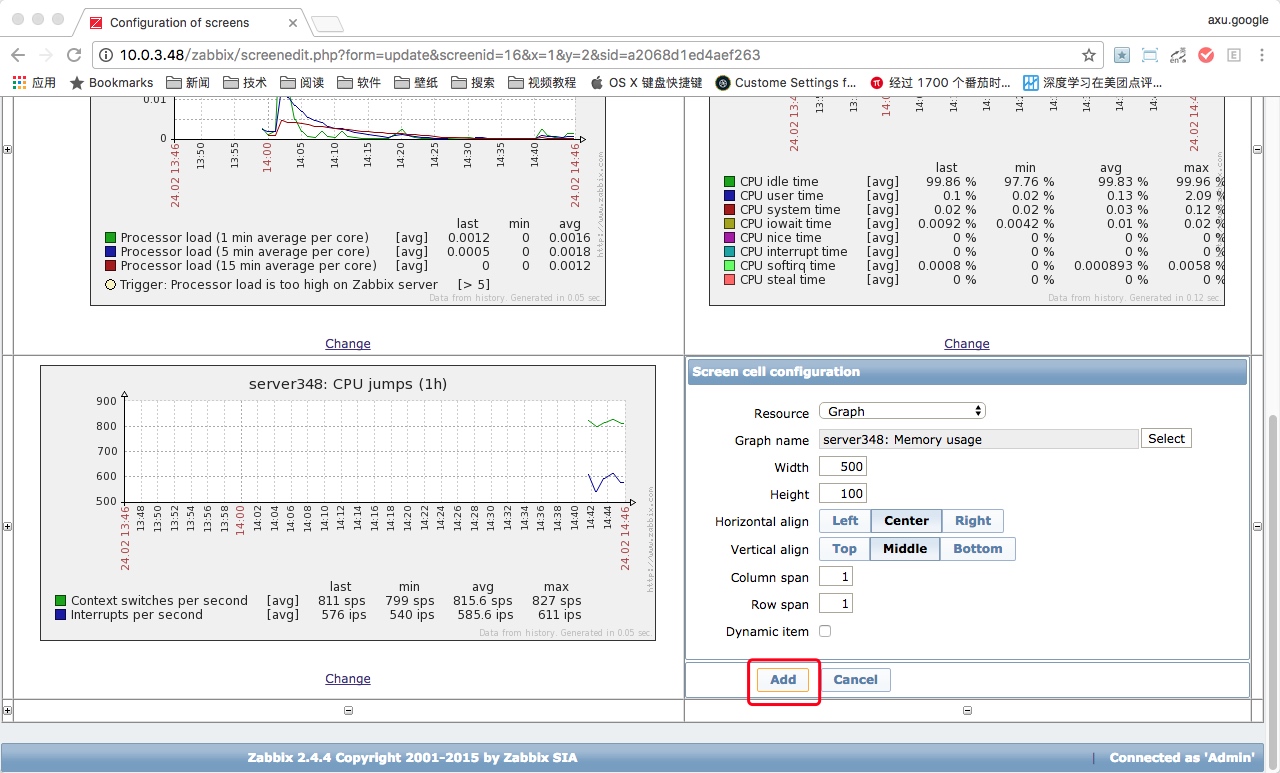 Configuration of screens
axu.google
10.0.3.48/zabbix/screenedit.php?form=update&screenid=16&x=1&y=2&sid=a2068d1ed4aef263
应用 Bookmarks 新闻 技术 阅读 软件 壁纸 搜索 视频教程 OS X 键盘快捷键 Custome Settings f... 经过 1700 个番茄时... 深度学习在美团点评...
0.01
0
24.02 13:46 13:50 13:55 14:00 14:05 14:10 14:15 14:20 14:25 14:30 14:35 14:40 24.02 14:46
http://www.zabbix.com
last min avg
Processor load (1 min average per core) [avg] 0.0012 0 0.0016
Processor load (5 min average per core) [avg] 0.0005 0 0.0018
Processor load (15 min average per core) [avg] 0 0 0.0012
Trigger: Processor load is too high on Zabbix server [> 5]
Data from history. Generated in 0.05 sec.
Change
last min avg max
CPU idle time [avg] 99.86 % 97.76 % 99.83 % 99.96 %
CPU user time [avg] 0.1 % 0.02 % 0.13 % 2.09 %
CPU system time [avg] 0.02 % 0.02 % 0.03 % 0.12 %
CPU iowait time [avg] 0.0092 % 0.0042 % 0.01 % 0.02 %
CPU nice time [avg] 0 % 0 % 0 % 0 %
CPU interrupt time [avg] 0 % 0 % 0 % 0 %
CPU softirq time [avg] 0.0008 % 0 % 0.000893 % 0.0058 %
CPU steal time [avg] 0 % 0 % 0 % 0 %
Data from history. Generated in 0.12 sec.
Change
server348: CPU jumps (1h)
900
800
700
600
500
24.02 13:46 13:48 13:50 13:52 13:54 13:56 13:58 14:00 14:02 14:04 14:06 14:08 14:10 14:12 14:14 14:16 14:18 14:20 14:22 14:24 14:26 14:28 14:30 14:32 14:34 14:36 14:38 14:40 14:42 14:44 24.02 14:46
http://www.zabbix.com
last min avg max
Context switches per second [avg] 811 sps 799 sps 815.6 sps 827 sps
Interrupts per second [avg] 576 ips 540 ips 585.6 ips 611 ips
Data from history. Generated in 0.05 sec.
Change
Screen cell configuration
Resource Graph
Graph name server348: Memory usage Select
Width 500
Height 100
Horizontal align Left Center Right
Vertical align Top Middle Bottom
Column span 1
Row span 1
Dynamic item
Add Cancel
Zabbix 2.4.4 Copyright 2001-2015 by Zabbix SIA | Connected as 'Admin'